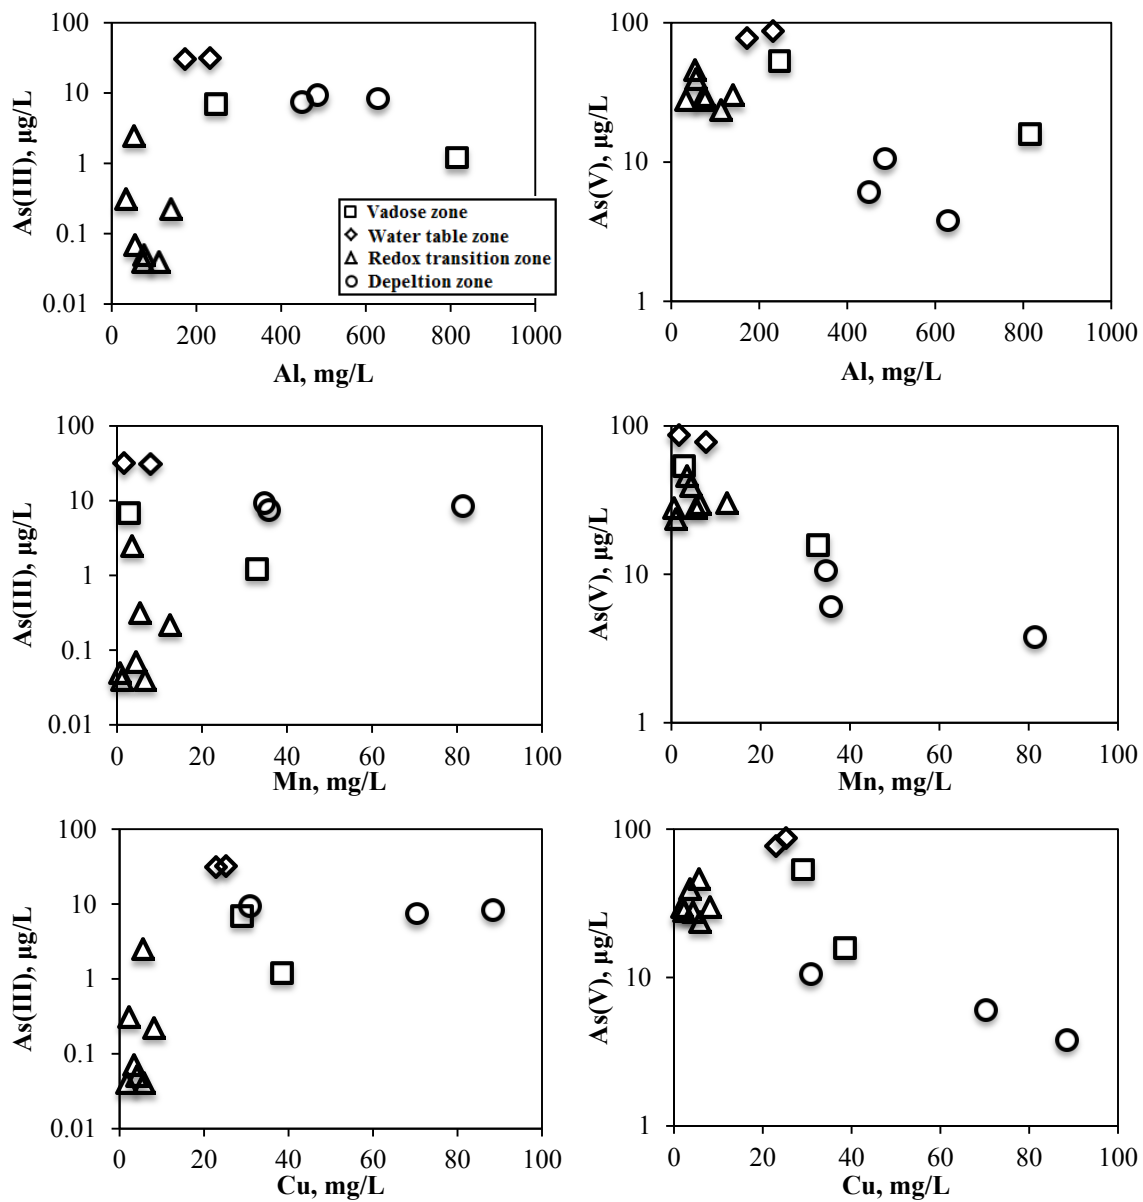 100
10
1
0.1
0.01
As(III), µg/L
0 200 400 600 800 1000
Al, mg/L
Vadose zone
Water table zone
Redox transition zone
Depeltion zone
100
10
1
As(V), µg/L
0 200 400 600 800 1000
Al, mg/L
100
10
1
0.1
0.01
As(III), µg/L
0 20 40 60 80 100
Mn, mg/L
100
10
1
As(V), µg/L
0 20 40 60 80 100
Mn, mg/L
100
10
1
0.1
0.01
As(III), µg/L
0 20 40 60 80 100
Cu, mg/L
100
10
1
As(V), µg/L
0 20 40 60 80 100
Cu, mg/L